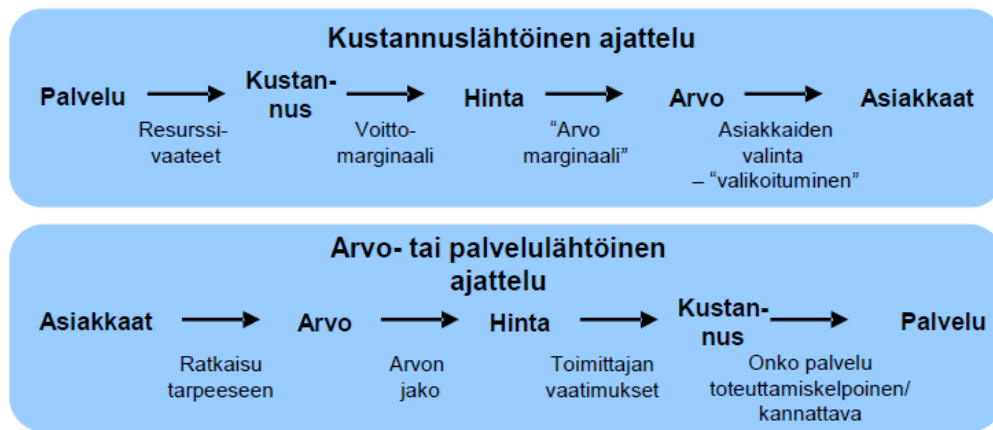 Kustannuslähtöinen ajattelu
Palvelu
Kustan-
nus
Hinta
Arvo
Asiakkaat
Resurssi-
vaateet
Voitto-
marginaali
“Arvo
marginaali”
Asiakkaiden
valinta
– “valikoituminen”
Arvo- tai palvelulähtöinen
ajattelu
Asiakkaat
Arvo
Hinta
Kustan-
nus
Palvelu
Ratkaisu
tarpeeseen
Arvon
jako
Toimittajan
vaatimukset
Onko palvelu
toteuttamiskelpoinen/
kannattava